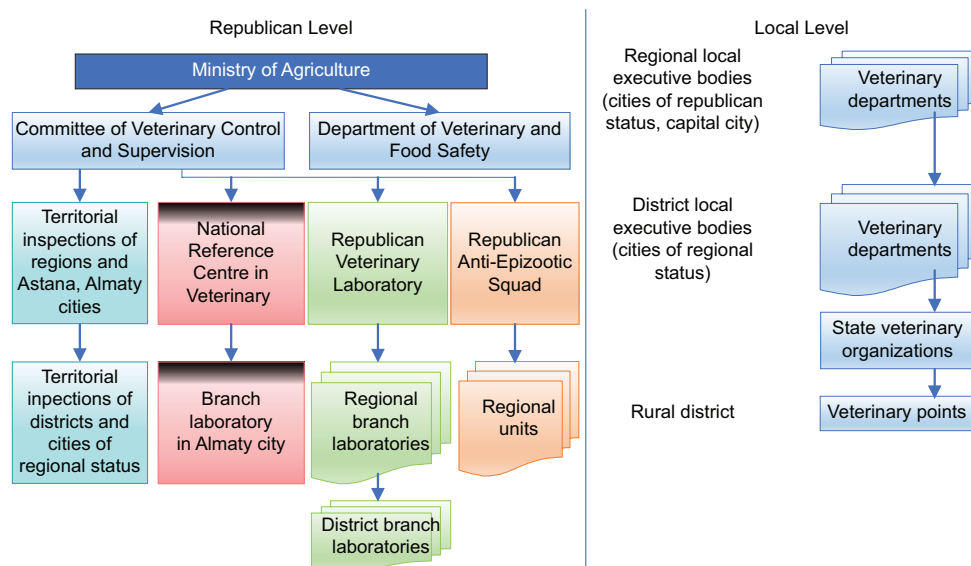 Republican Level
Ministry of Agriculture
Committee of Veterinary Control
and Supervision
Department of Veterinary and
Food Safety
Territorial
inspections of
regions and
Astana, Almaty
cities
National
Reference
Centre in
Veterinary
Republican
Veterinary
Laboratory
Republican
Anti-Epizootic
Squad
Territorial
inpections of
districts and
cities of
regional status
Branch
laboratory
in Almaty city
Regional
branch
laboratories
Regional
units
District branch
laboratories
Local Level
Regional local
executive bodies
(cities of republican
status, capital city)
Veterinary
departments
District local
executive bodies
(cities of regional
status)
Veterinary
departments
State veterinary
organizations
Rural district
Veterinary points